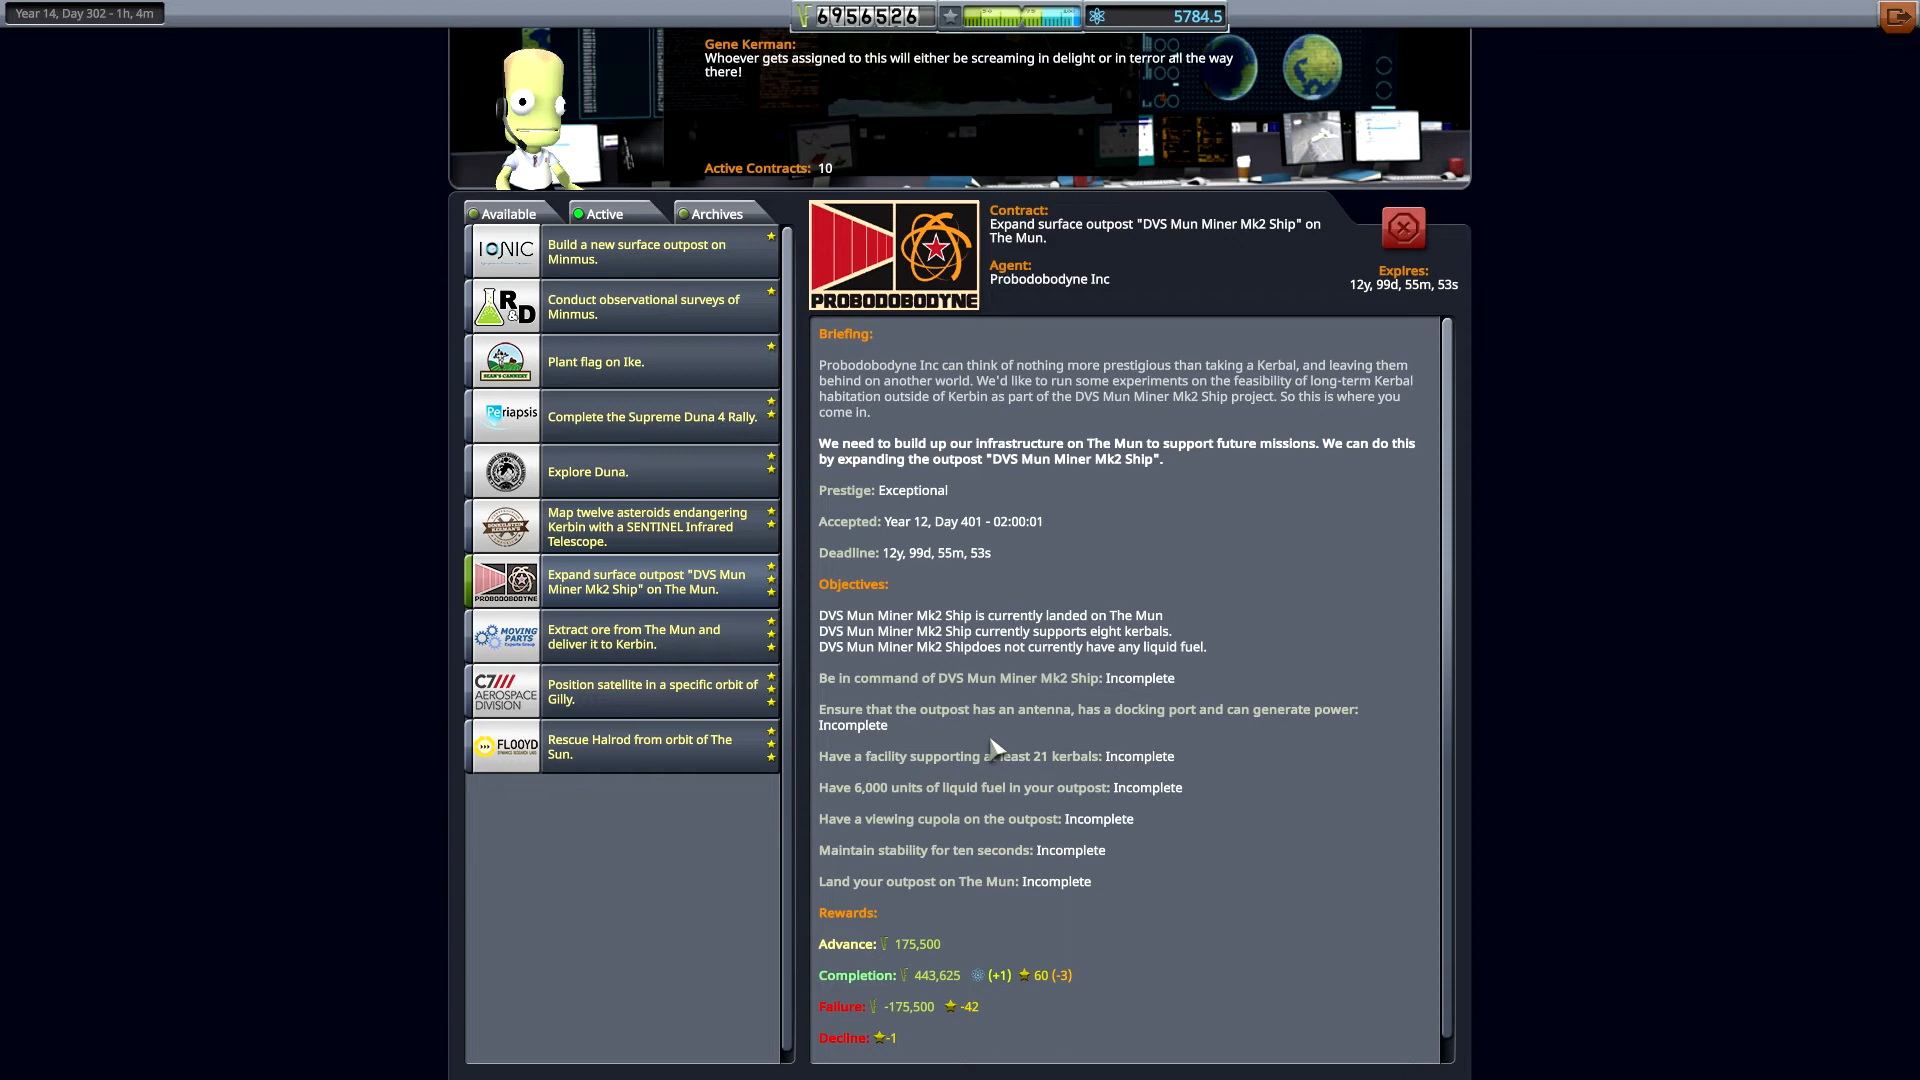 Year 14, Day 302 - 1h, 4m
6956526
5784.5
Gene Kerman:
Whoever gets assigned to this will either be screaming in delight or in terror all the way
there!
Active Contracts: 10
Available
Active
Archives
IONIC
Build a new surface outpost on
Minmus.
R&D
Conduct observational surveys of
Minmus.
Plant flag on Ike.
Periapsis
Complete the Supreme Duna 4 Rally.
Explore Duna.
Map twelve asteroids endangering
Kerbin with a SENTINEL Infrared
Telescope.
PROBODOBODYNE
Expand surface outpost "DVS Mun
Miner Mk2 Ship" on The Mun.
MOVING
PARTS
Experts Group
Extract ore from The Mun and
deliver it to Kerbin.
C7///
AEROSPACE
DIVISION
Position satellite in a specific orbit of
Gilly.
FLOOYD
Rescue Halrod from orbit of The
Sun.
PROBODOBODYNE
Contract:
Expand surface outpost "DVS Mun Miner Mk2 Ship" on
The Mun.
Agent:
Probodobodyne Inc
Expires:
12y, 99d, 55m, 53s
Briefing:
Probodobodyne Inc can think of nothing more prestigious than taking a Kerbal, and leaving them
behind on another world. We'd like to run some experiments on the feasibility of long-term Kerbal
habitation outside of Kerbin as part of the DVS Mun Miner Mk2 Ship project. So this is where you
come in.
We need to build up our infrastructure on The Mun to support future missions. We can do this
by expanding the outpost "DVS Mun Miner Mk2 Ship".
Prestige: Exceptional
Accepted: Year 12, Day 401 - 02:00:01
Deadline: 12y, 99d, 55m, 53s
Objectives:
DVS Mun Miner Mk2 Ship is currently landed on The Mun
DVS Mun Miner Mk2 Ship currently supports eight kerbals.
DVS Mun Miner Mk2 Shipdoes not currently have any liquid fuel.
Be in command of DVS Mun Miner Mk2 Ship: Incomplete
Ensure that the outpost has an antenna, has a docking port and can generate power:
Incomplete
Have a facility supporting at least 21 kerbals: Incomplete
Have 6,000 units of liquid fuel in your outpost: Incomplete
Have a viewing cupola on the outpost: Incomplete
Maintain stability for ten seconds: Incomplete
Land your outpost on The Mun: Incomplete
Rewards:
Advance: 175,500
Completion: 443,625 (+1) 60 (-3)
Failure: -175,500 -42
Decline: -1